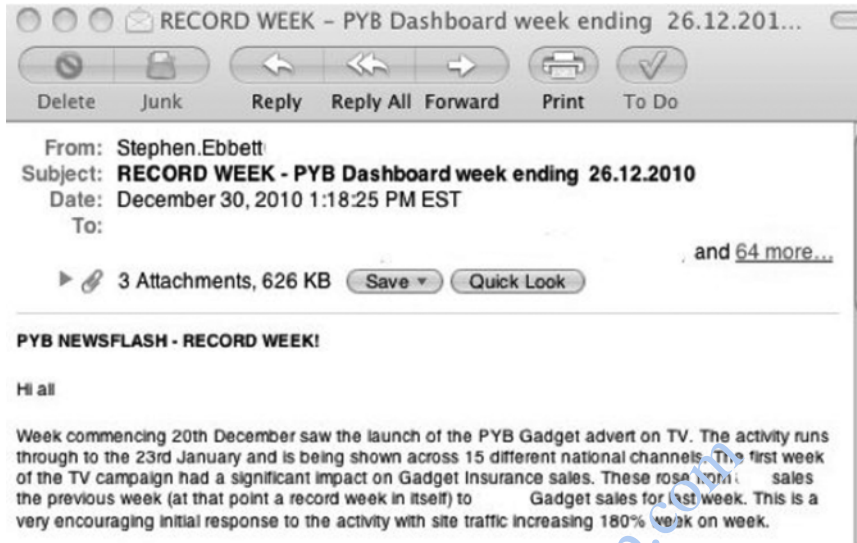 RECORD WEEK – PYB Dashboard week ending 26.12.201...
Delete Junk Reply Reply All Forward Print To Do
From: Stephen.Ebbett
Subject: RECORD WEEK - PYB Dashboard week ending 26.12.2010
Date: December 30, 2010 1:18:25 PM EST
To:
and 64 more...
3 Attachments, 626 KB Save Quick Look
PYB NEWSFLASH - RECORD WEEK!
Hi all
Week commencing 20th December saw the launch of the PYB Gadget advert on TV. The activity runs
through to the 23rd January and is being shown across 15 different national channels. The first week
of the TV campaign had a significant impact on Gadget Insurance sales. These rose from sales
the previous week (at that point a record week in itself) to Gadget sales for last week. This is a
very encouraging initial response to the activity with site traffic increasing 180% week on week.